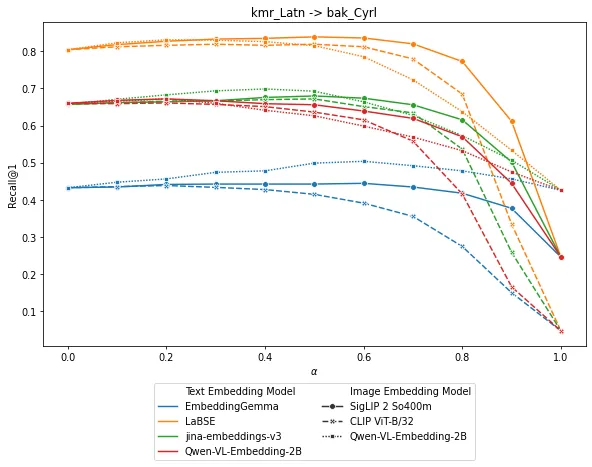 kmr_Latn -> bak_Cyrl
Recall@1
0.8
0.7
0.6
0.5
0.4
0.3
0.2
0.1
0.0 0.2 0.4 0.6 0.8 1.0
α
Text Embedding Model
EmbeddingGemma
LaBSE
jina-embeddings-v3
Qwen-VL-Embedding-2B
Image Embedding Model
SigLIP 2 So400m
CLIP ViT-B/32
Qwen-VL-Embedding-2B